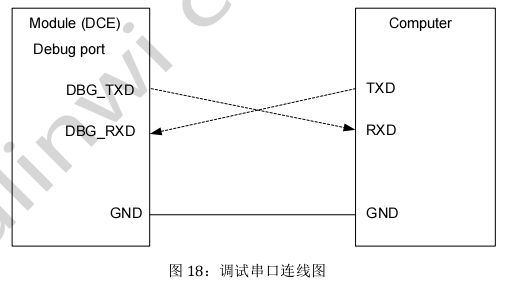 Module (DCE)
Computer
Debug port
DBG_TXD
TXD
DBG_RXD
RXD
GND
GND
图 18：调试串口连线图